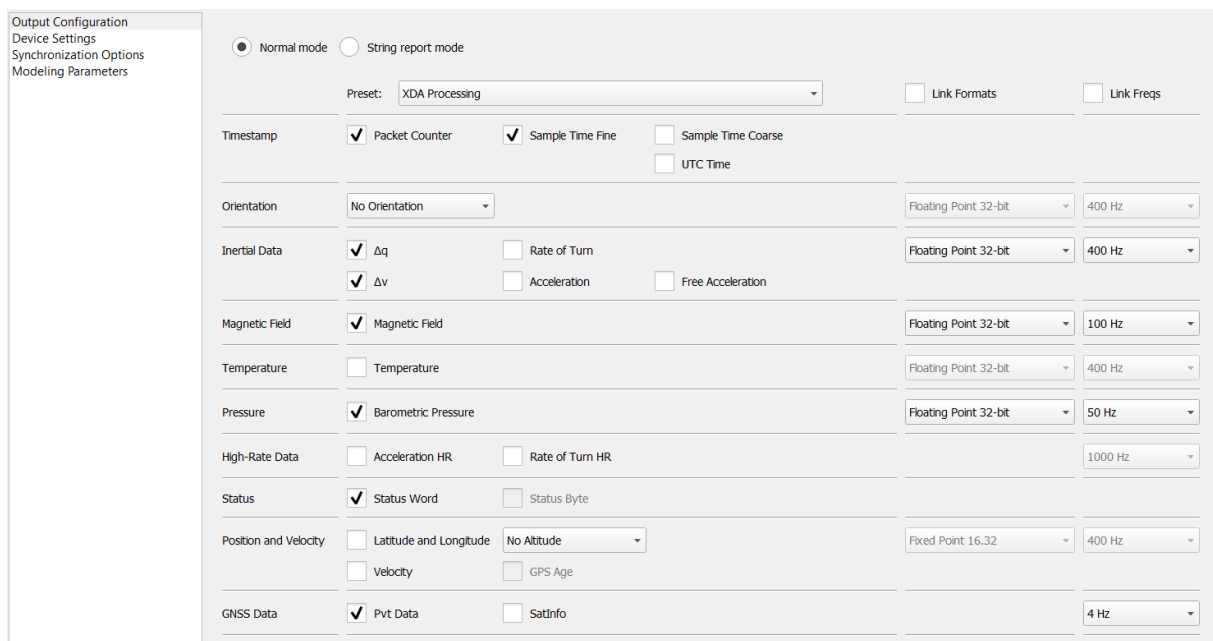 Output Configuration
Device Settings
Synchronization Options
Modeling Parameters
Normal mode String report mode
Preset: XDA Processing Link Formats Link Freqs
Timestamp Packet Counter Sample Time Fine Sample Time Coarse
UTC Time
Orientation No Orientation Floating Point 32-bit 400 Hz
Inertial Data Δq Rate of Turn Floating Point 32-bit 400 Hz
Δv Acceleration Free Acceleration
Magnetic Field Magnetic Field Floating Point 32-bit 100 Hz
Temperature Temperature Floating Point 32-bit 400 Hz
Pressure Barometric Pressure Floating Point 32-bit 50 Hz
High-Rate Data Acceleration HR Rate of Turn HR 1000 Hz
Status Status Word Status Byte
Position and Velocity Latitude and Longitude No Altitude Fixed Point 16.32 400 Hz
Velocity GPS Age
GNSS Data Pvt Data SatInfo 4 Hz